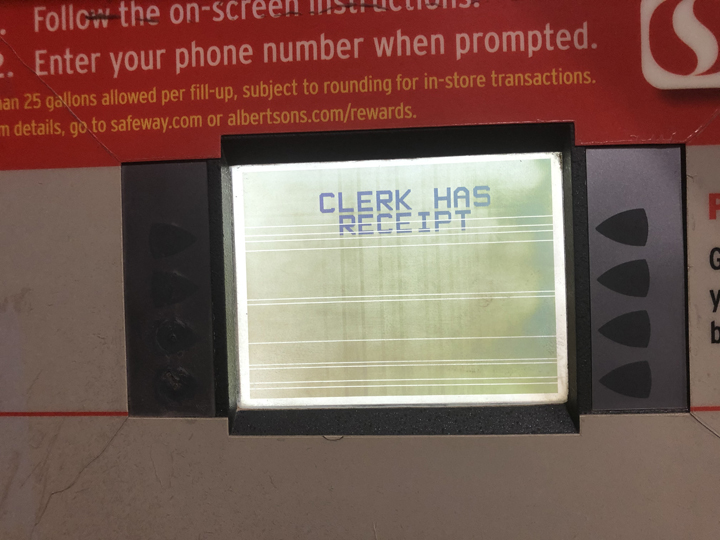 Follow the on-screen instructions.
2. Enter your phone number when prompted.
han 25 gallons allowed per fill-up, subject to rounding for in-store transactions.
m details, go to safeway.com or albertsons.com/rewards.
CLERK HAS
RECEIPT